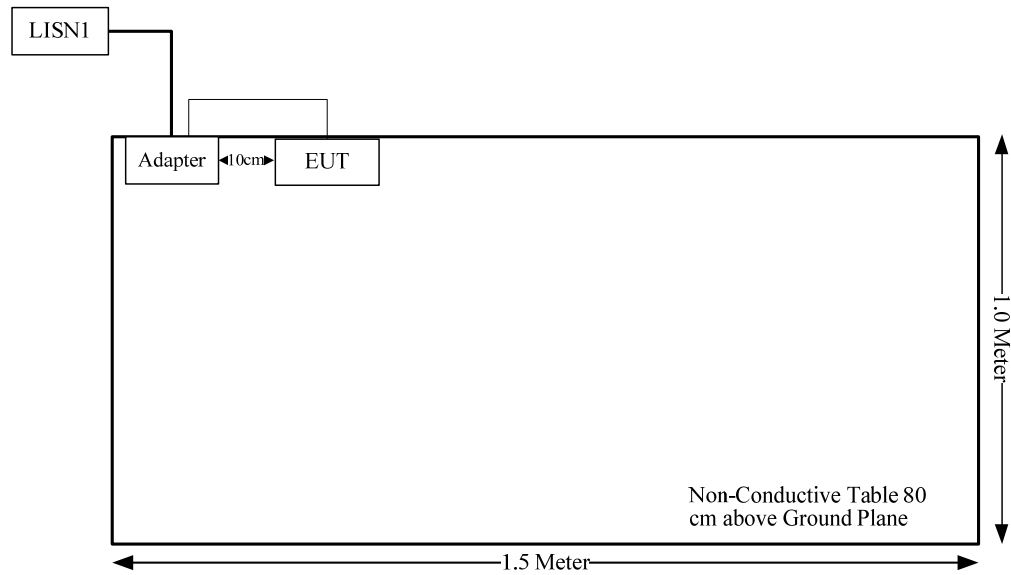 LISN1
Adapter
10cm
EUT
1.0 Meter
Non-Conductive Table 80
cm above Ground Plane
1.5 Meter